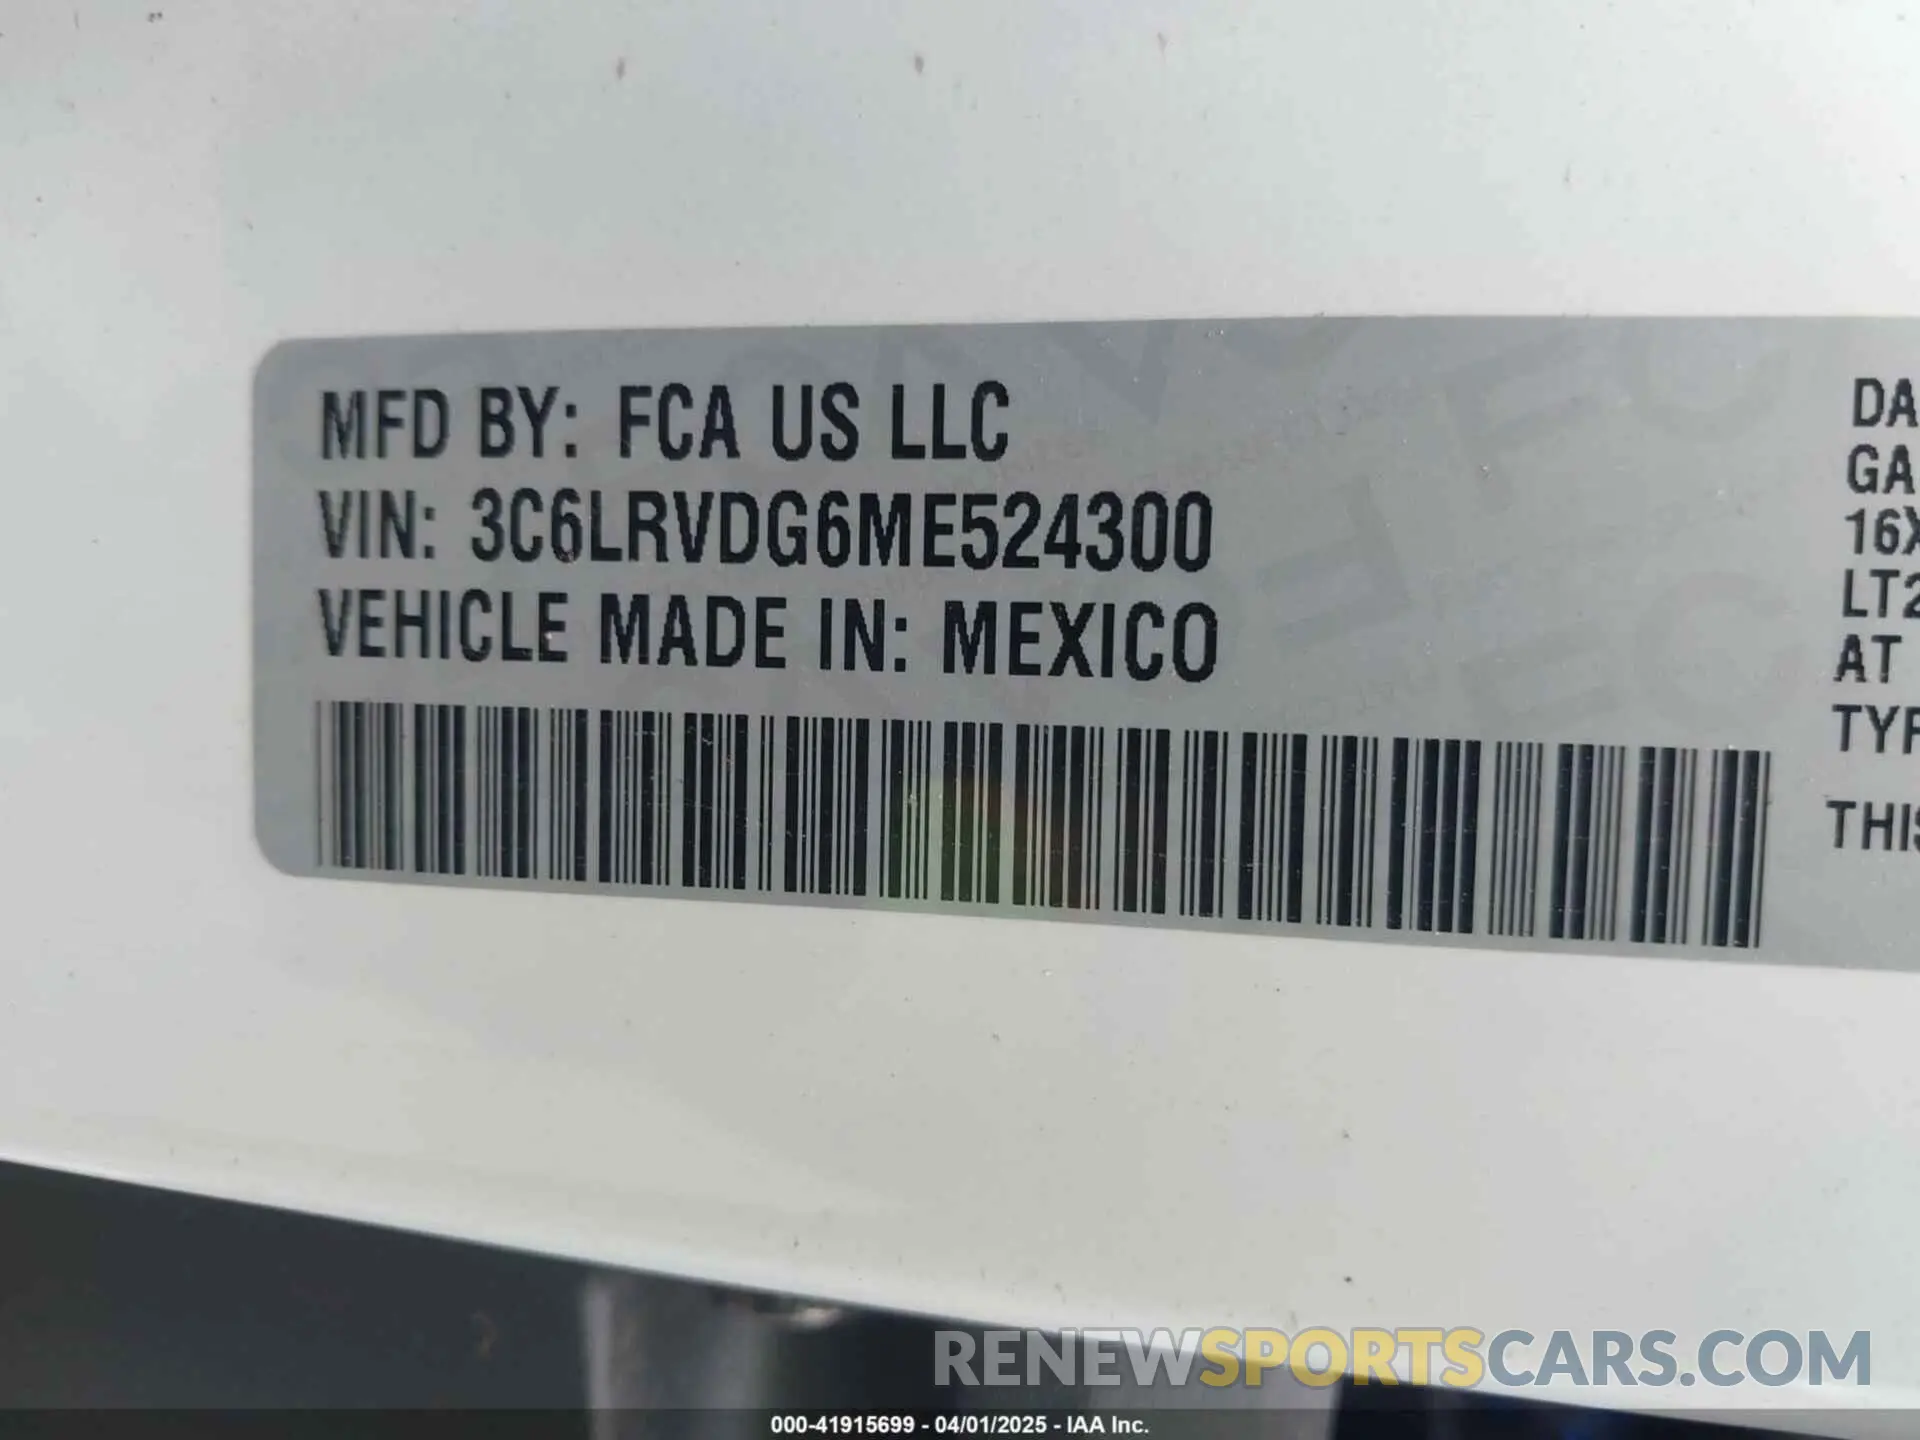 MFD BY: FCA US LLC
VIN: 3C6LRVDG6ME524300
VEHICLE MADE IN: MEXICO
DA
GA
16X
LT2
AT
TYP
THIS
RENEWSPORTSCARS.COM
000-41915699 - 04/01/2025 - IAA Inc.